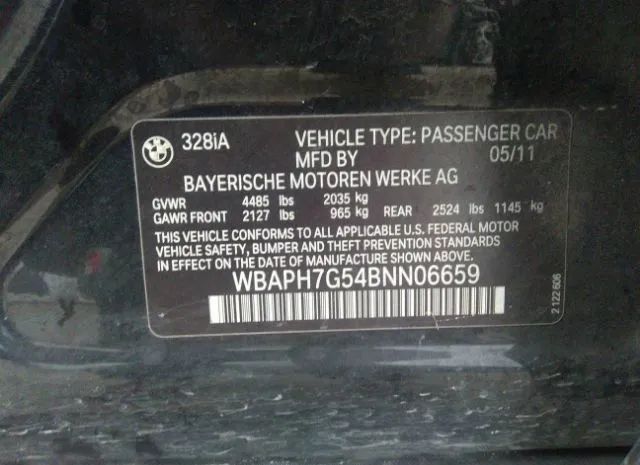 328iA VEHICLE TYPE: PASSENGER CAR
MFD BY 05/11
BAYERISCHE MOTOREN WERKE AG
GVWR 4485 lbs 2035 kg
GAWR FRONT 2127 lbs 965 kg REAR 2524 lbs 1145 kg
THIS VEHICLE CONFORMS TO ALL APPLICABLE U.S. FEDERAL MOTOR
VEHICLE SAFETY, BUMPER AND THEFT PREVENTION STANDARDS
IN EFFECT ON THE DATE OF MANUFACTURE SHOWN ABOVE.
WBAPH7G54BNN06659
2 122 606